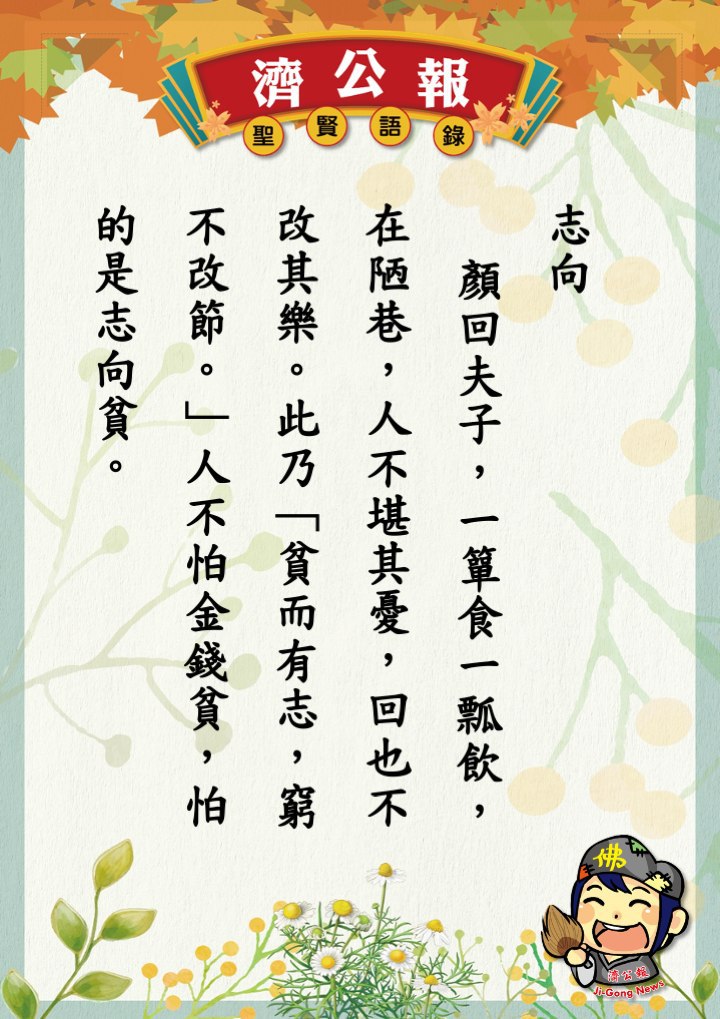 濟公報
聖賢語錄
志向
顏回夫子，一簞食一瓢飲，
在陋巷，人不堪其憂，回也不
改其樂。此乃「貧而有志，窮
不改節。」人不怕金錢貧，怕
的是志向貧。
佛
濟公報
Ji-Gong News